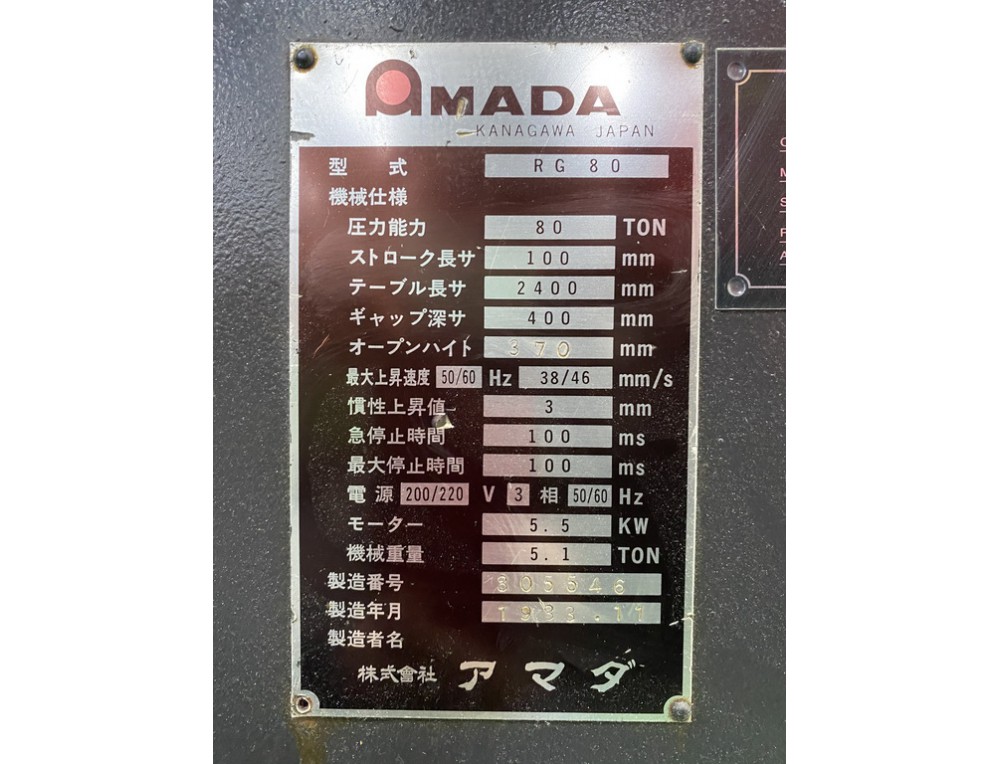 AMADA
KANAGAWA JAPAN
型式 RG 80
機械仕様
圧力能力 80 TON
ストローク長サ 100 mm
テーブル長サ 2400 mm
ギャップ深サ 400 mm
オープンハイト 370 mm
最大上昇速度 50/60 Hz 38/46 mm/s
慣性上昇値 3 mm
急停止時間 100 ms
最大停止時間 100 ms
電源 200/220 V 3 相 50/60 Hz
モーター 5.5 KW
機械重量 5.1 TON
製造番号 305546
製造年月
製造者名
株式會社 アマダ